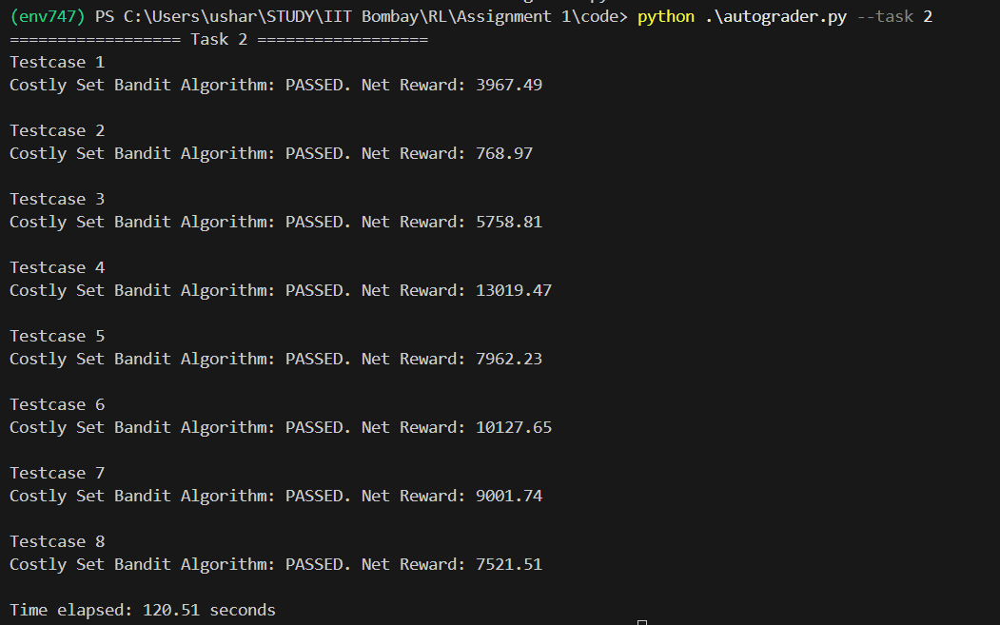 (env747) PS C:\Users\ushar\STUDY\IIT Bombay\RL\Assignment 1\code> python .\autograder.py --task 2
================== Task 2 ==================
Testcase 1
Costly Set Bandit Algorithm: PASSED. Net Reward: 3967.49
Testcase 2
Costly Set Bandit Algorithm: PASSED. Net Reward: 768.97
Testcase 3
Costly Set Bandit Algorithm: PASSED. Net Reward: 5758.81
Testcase 4
Costly Set Bandit Algorithm: PASSED. Net Reward: 13019.47
Testcase 5
Costly Set Bandit Algorithm: PASSED. Net Reward: 7962.23
Testcase 6
Costly Set Bandit Algorithm: PASSED. Net Reward: 10127.65
Testcase 7
Costly Set Bandit Algorithm: PASSED. Net Reward: 9001.74
Testcase 8
Costly Set Bandit Algorithm: PASSED. Net Reward: 7521.51
Time elapsed: 120.51 seconds